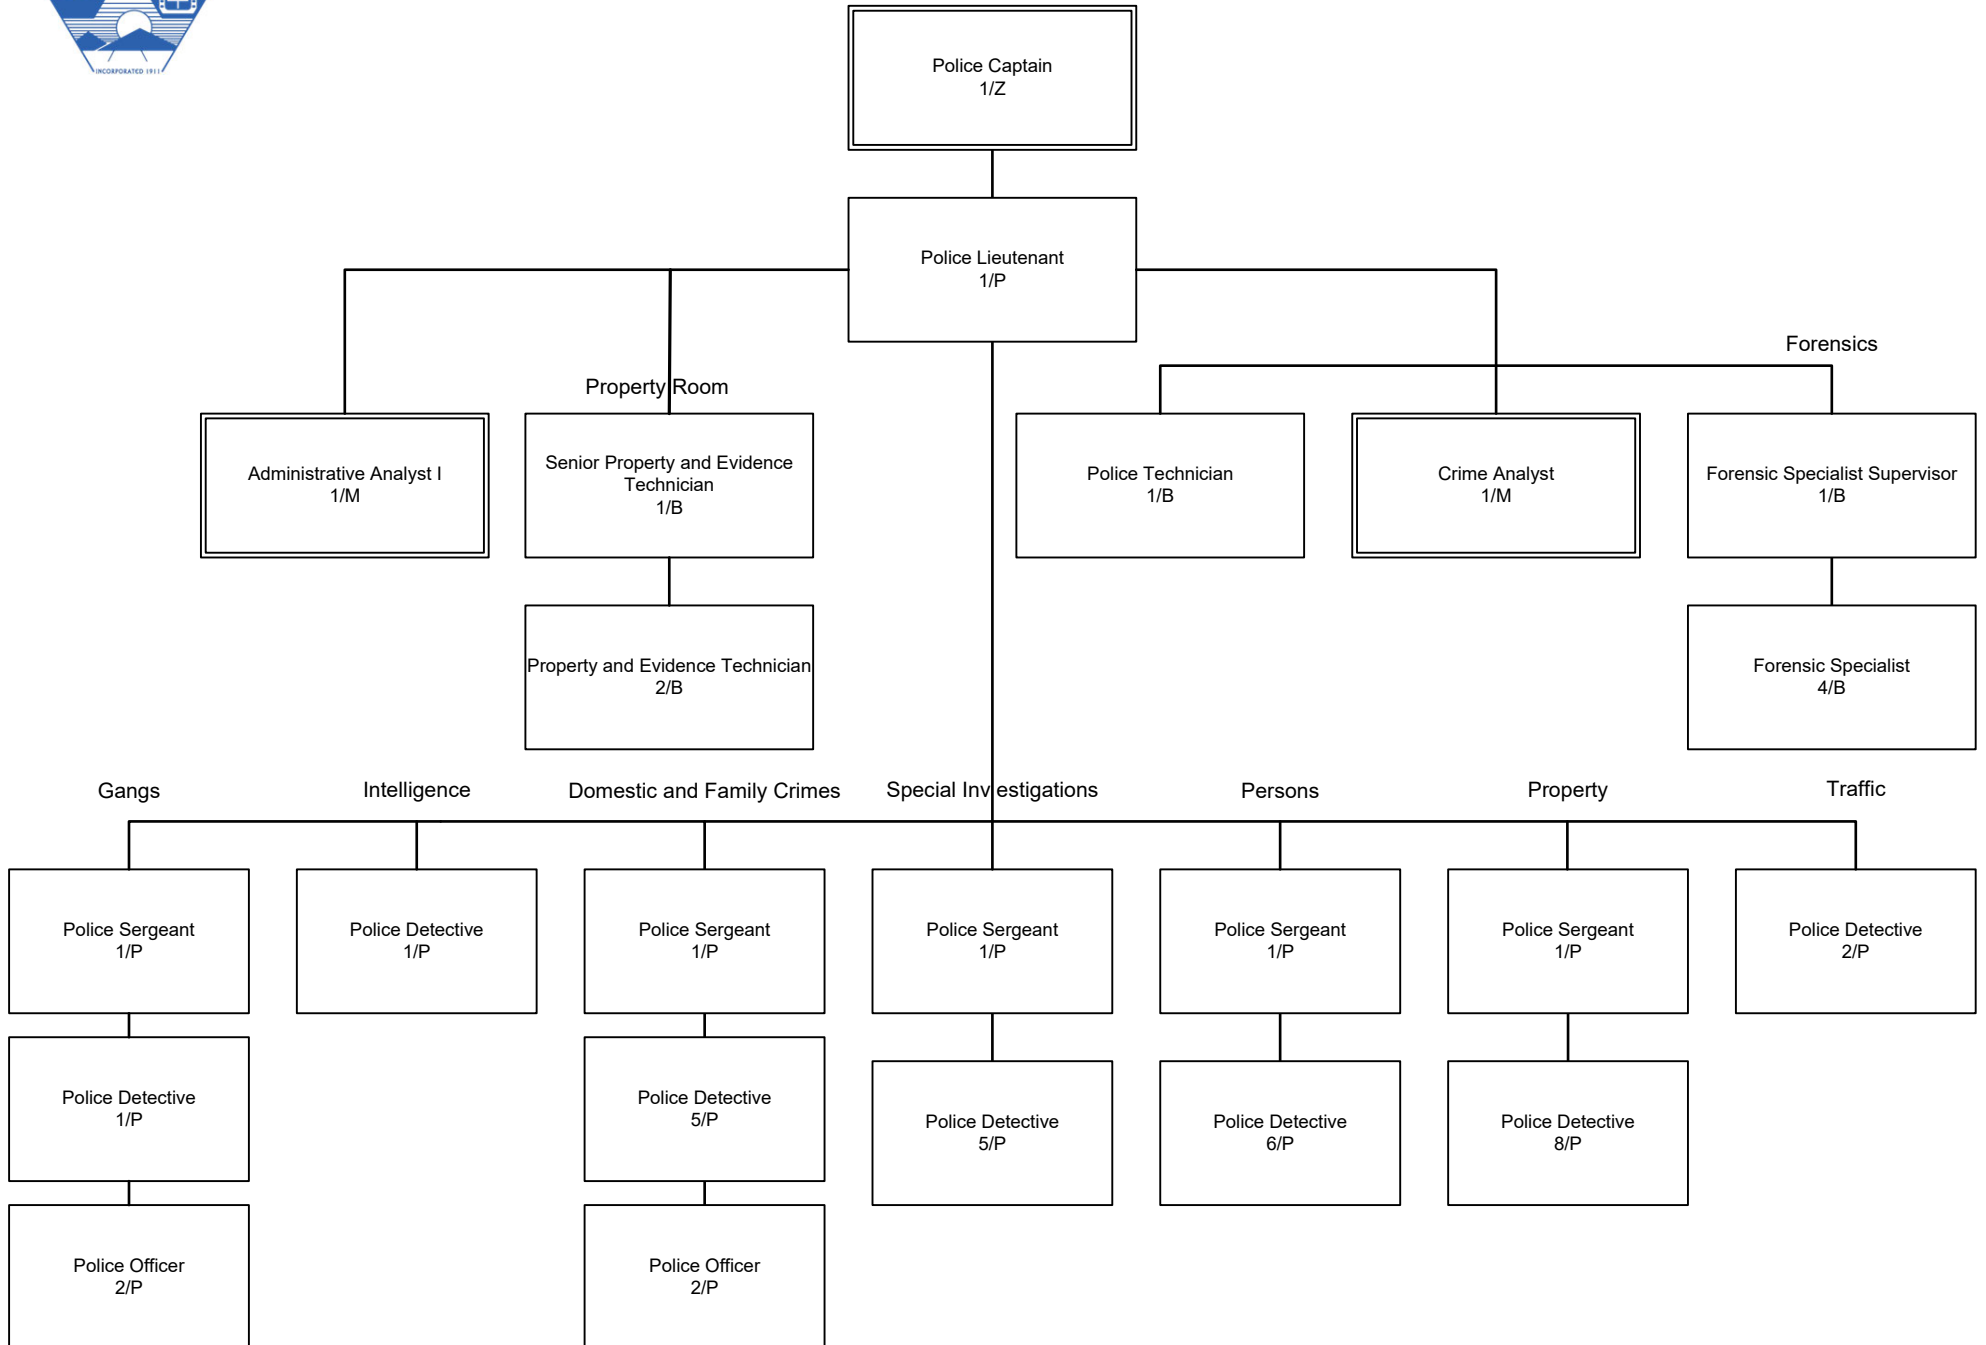 INCORPORATED 1911
Police Captain
1/Z
Police Lieutenant
1/P
Forensics
Property Room
Administrative Analyst I
1/M
Senior Property and Evidence
Technician
1/B
Police Technician
1/B
Crime Analyst
1/M
Forensic Specialist Supervisor
1/B
Property and Evidence Technician
2/B
Forensic Specialist
4/B
Gangs
Intelligence
Domestic and Family Crimes
Special Investigations
Persons
Property
Traffic
Police Sergeant
1/P
Police Detective
1/P
Police Sergeant
1/P
Police Sergeant
1/P
Police Sergeant
1/P
Police Sergeant
1/P
Police Detective
2/P
Police Detective
1/P
Police Detective
5/P
Police Detective
5/P
Police Detective
6/P
Police Detective
8/P
Police Officer
2/P
Police Officer
2/P